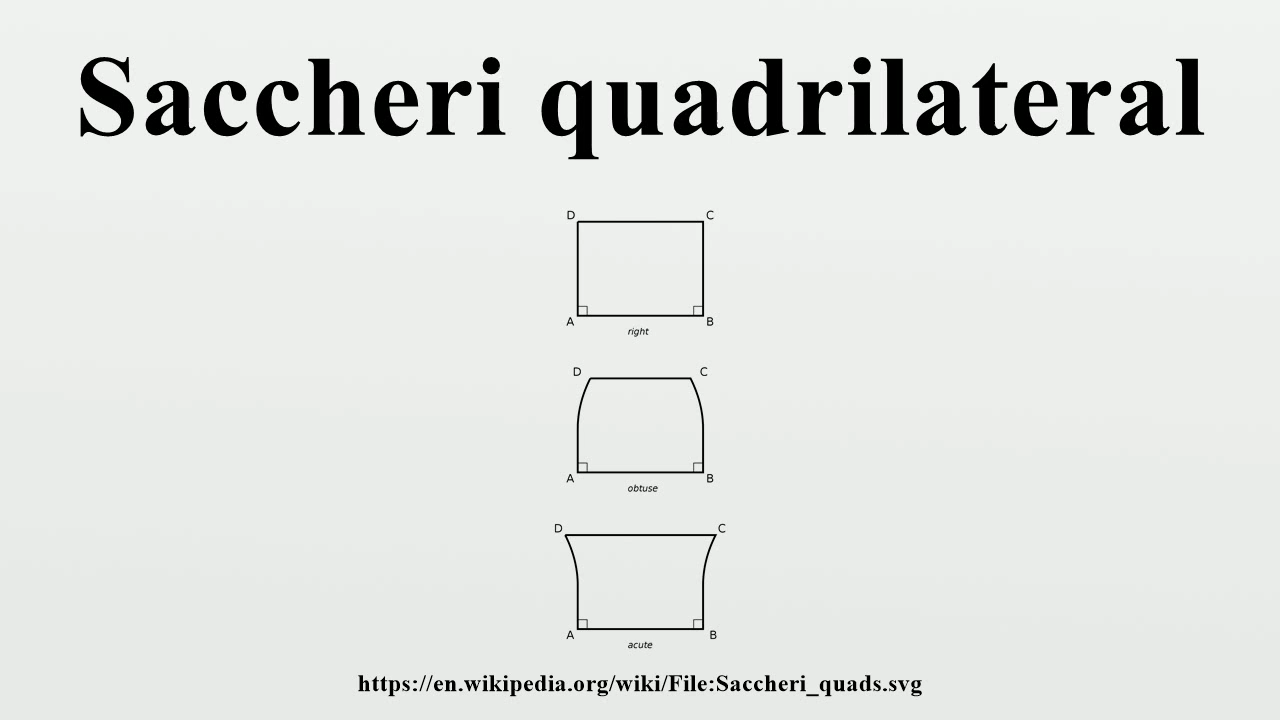 Saccheri quadrilateral
D C
A B
right
D C
A B
obtuse
D C
A B
acute
https://en.wikipedia.org/wiki/File:Saccheri_quads.svg